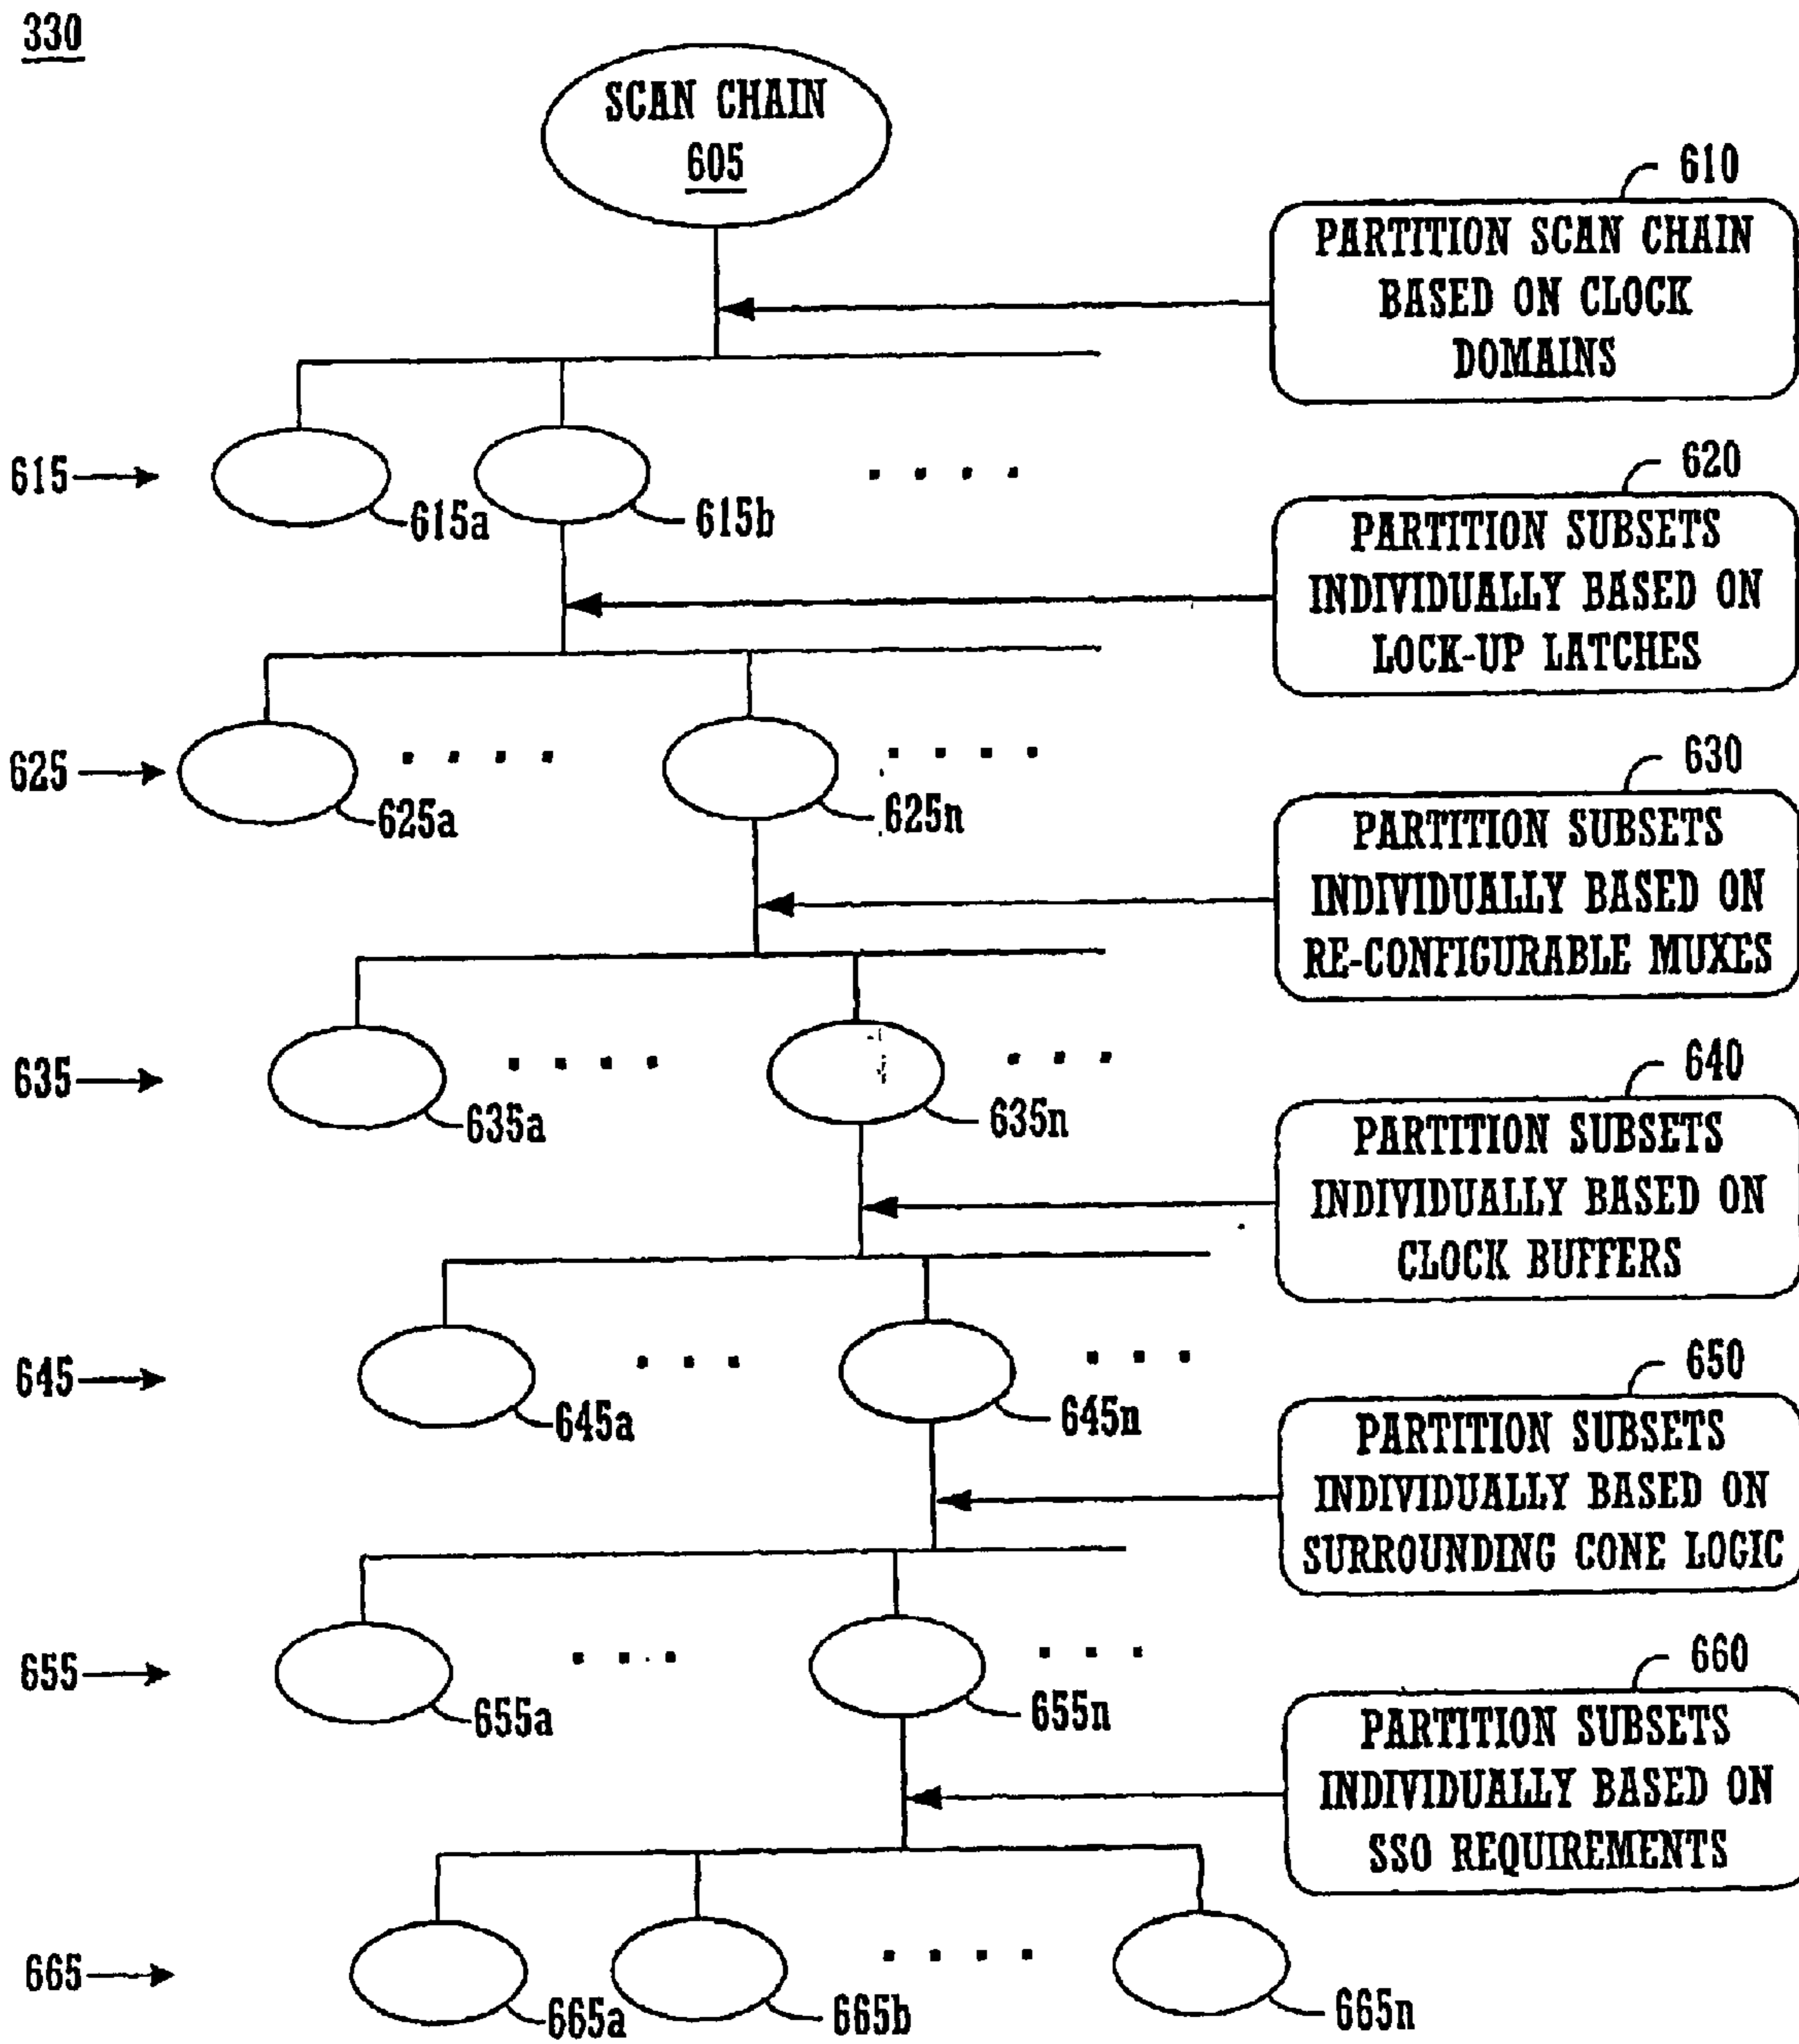 330
SCAN CHAIN
605
610
PARTITION SCAN CHAIN
BASED ON CLOCK
DOMAINS
615
615a
615b
620
PARTITION SUBSETS
INDIVIDUALLY BASED ON
LOCK-UP LATCHES
625
625a
625n
630
PARTITION SUBSETS
INDIVIDUALLY BASED ON
RE-CONFIGURABLE MUXES
635
635a
635n
640
PARTITION SUBSETS
INDIVIDUALLY BASED ON
CLOCK BUFFERS
645
645a
645n
650
PARTITION SUBSETS
INDIVIDUALLY BASED ON
SURROUNDING CONE LOGIC
655
655a
655n
660
PARTITION SUBSETS
INDIVIDUALLY BASED ON
SSO REQUIREMENTS
665
665a
665b
665n